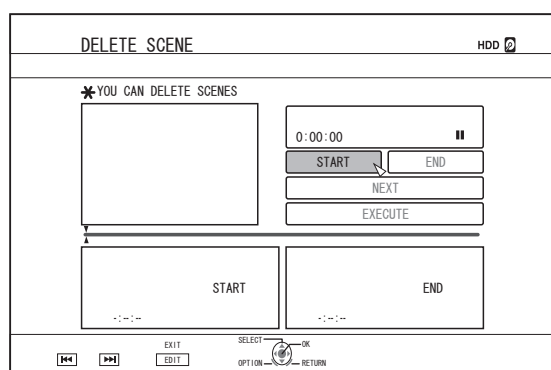 DELETE SCENE
HDD
YOU CAN DELETE SCENES
0:00:00
START
END
NEXT
EXECUTE
START
END
-:--:--
-:--:--
EXIT
EDIT
SELECT
OK
OPTION
RETURN